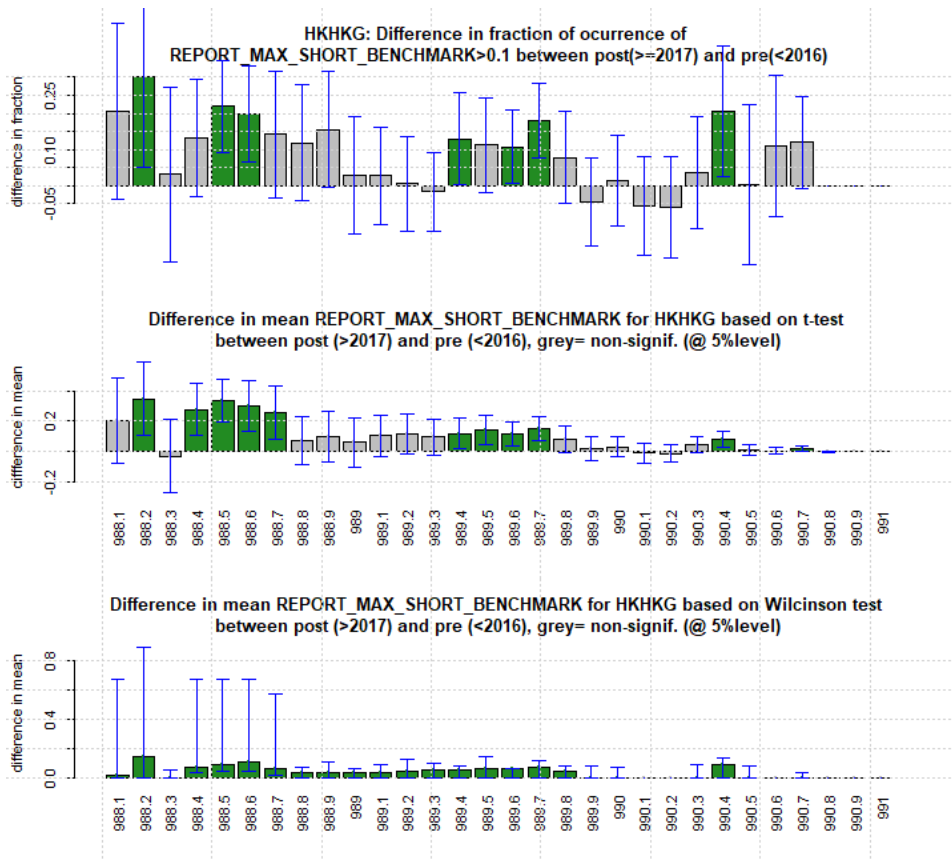 HKHKG: Difference in fraction of ocurrence of
REPORT_MAX_SHORT_BENCHMARK>0.1 between post(>=2017) and pre(<2016)
difference in fraction
0.25
0.10
-0.05
Difference in mean REPORT_MAX_SHORT_BENCHMARK for HKHKG based on t-test
between post (>2017) and pre (<2016), grey= non-signif. (@ 5%level)
difference in mean
0.2
-0.2
988.1 988.2 988.3 988.4 988.5 988.6 988.7 988.8 988.9 989 989.1 989.2 989.3 989.4 989.5 989.6 989.7 989.8 989.9 990 990.1 990.2 990.3 990.4 990.5 990.6 990.7 990.8 990.9 991
Difference in mean REPORT_MAX_SHORT_BENCHMARK for HKHKG based on Wilcinson test
between post (>2017) and pre (<2016), grey= non-signif. (@ 5%level)
difference in mean
0.8
0.4
0.0
988.1 988.2 988.3 988.4 988.5 988.6 988.7 988.8 988.9 989 989.1 989.2 989.3 989.4 989.5 989.6 989.7 989.8 989.9 990 990.1 990.2 990.3 990.4 990.5 990.6 990.7 990.8 990.9 991